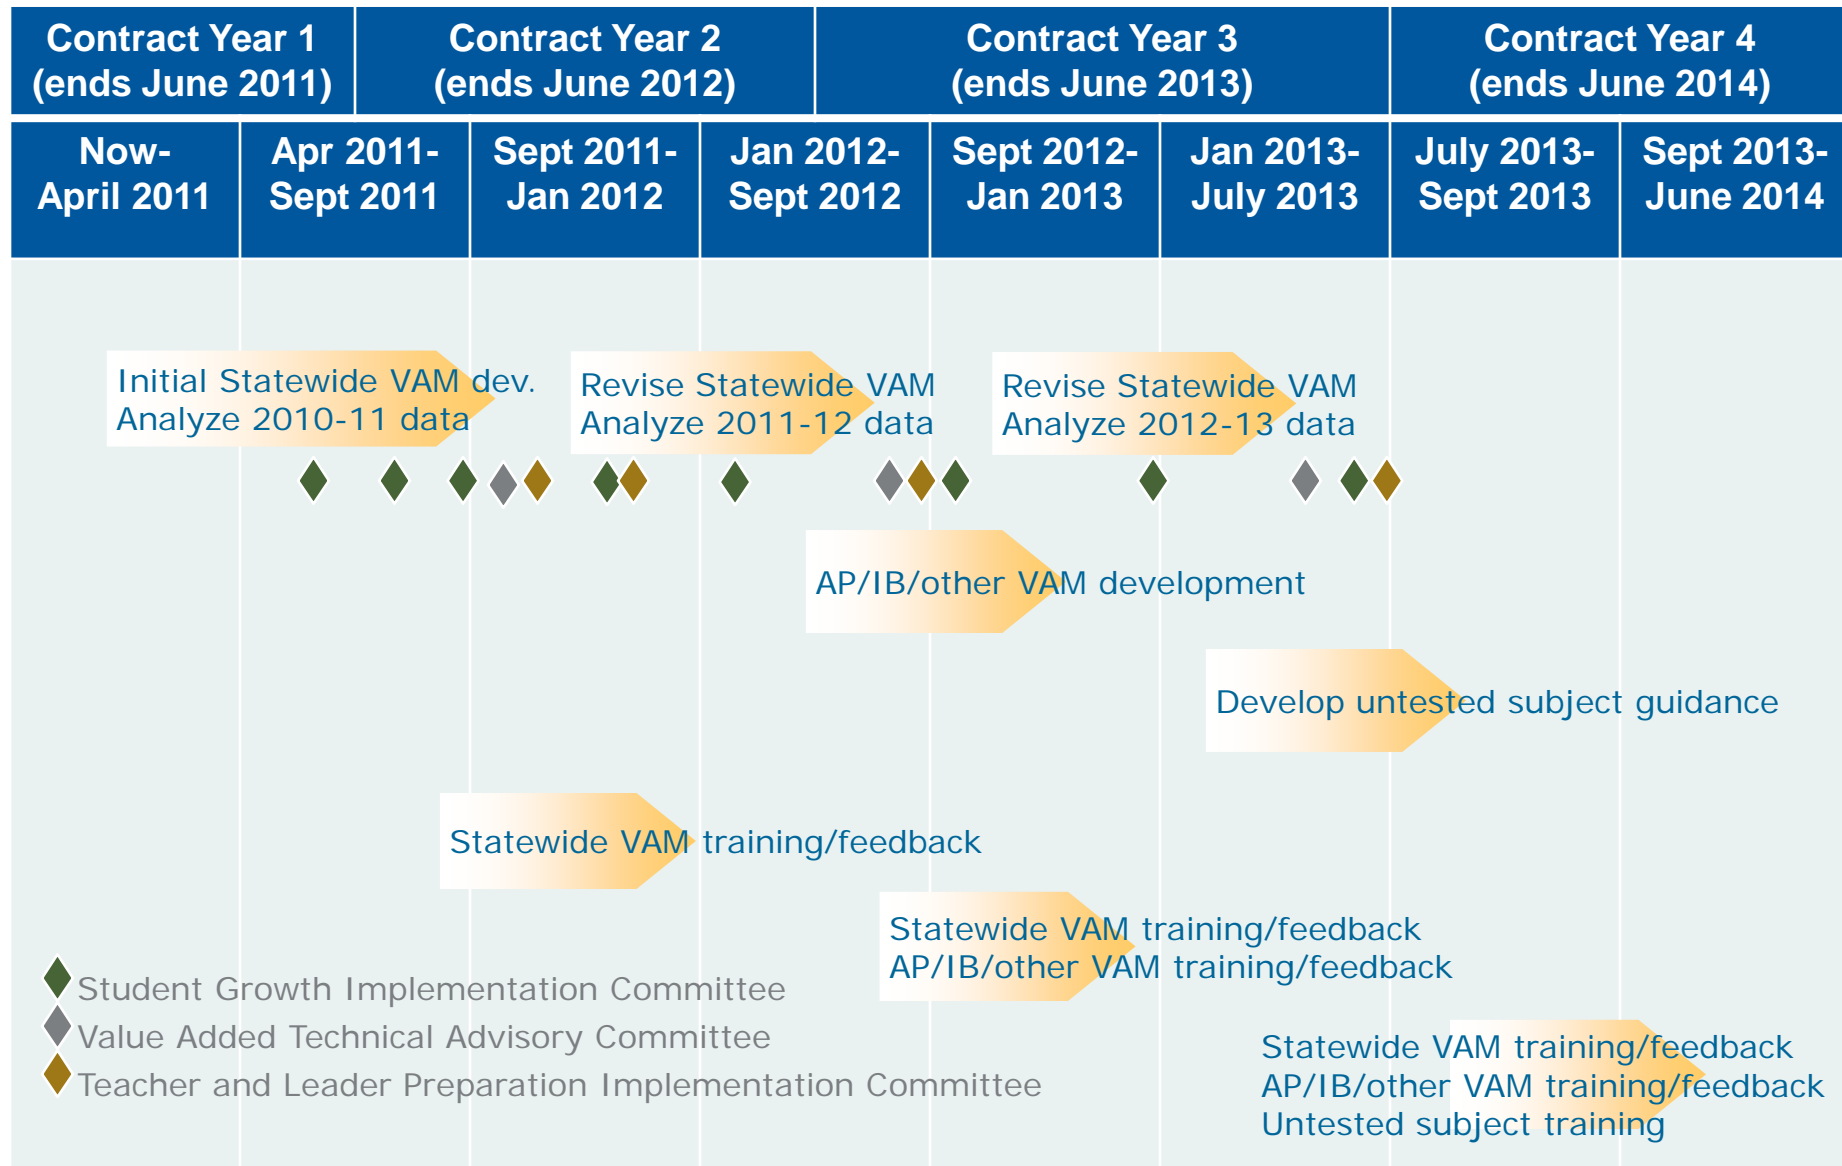 Contract Year 1
(ends June 2011)
Contract Year 2
(ends June 2012)
Contract Year 3
(ends June 2013)
Contract Year 4
(ends June 2014)
Now-
April 2011
Apr 2011-
Sept 2011
Sept 2011-
Jan 2012
Jan 2012-
Sept 2012
Sept 2012-
Jan 2013
Jan 2013-
July 2013
July 2013-
Sept 2013
Sept 2013-
June 2014
Initial Statewide VAM dev.
Analyze 2010-11 data
Revise Statewide VAM
Analyze 2011-12 data
Revise Statewide VAM
Analyze 2012-13 data
AP/IB/other VAM development
Develop untested subject guidance
Statewide VAM training/feedback
Statewide VAM training/feedback
AP/IB/other VAM training/feedback
Student Growth Implementation Committee
Value Added Technical Advisory Committee
Teacher and Leader Preparation Implementation Committee
Statewide VAM training/feedback
AP/IB/other VAM training/feedback
Untested subject training